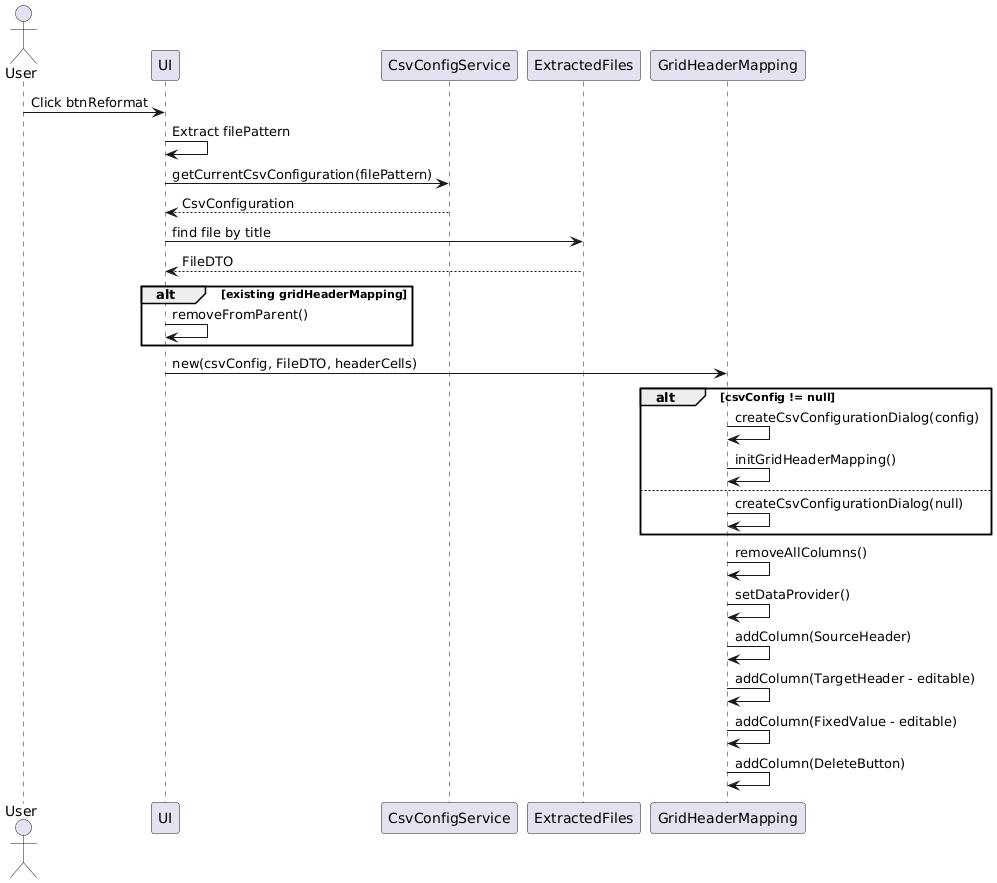 User
UI
CsvConfigService
ExtractedFiles
GridHeaderMapping
Click btnReformat
Extract filePattern
getCurrentCsvConfiguration(filePattern)
CsvConfiguration
find file by title
FileDTO
alt [existing gridHeaderMapping]
removeFromParent()
new(csvConfig, FileDTO, headerCells)
alt [csvConfig != null]
createCsvConfigurationDialog(config)
initGridHeaderMapping()
createCsvConfigurationDialog(null)
removeAllColumns()
setDataProvider()
addColumn(SourceHeader)
addColumn(TargetHeader - editable)
addColumn(FixedValue - editable)
addColumn(DeleteButton)
User
UI
CsvConfigService
ExtractedFiles
GridHeaderMapping